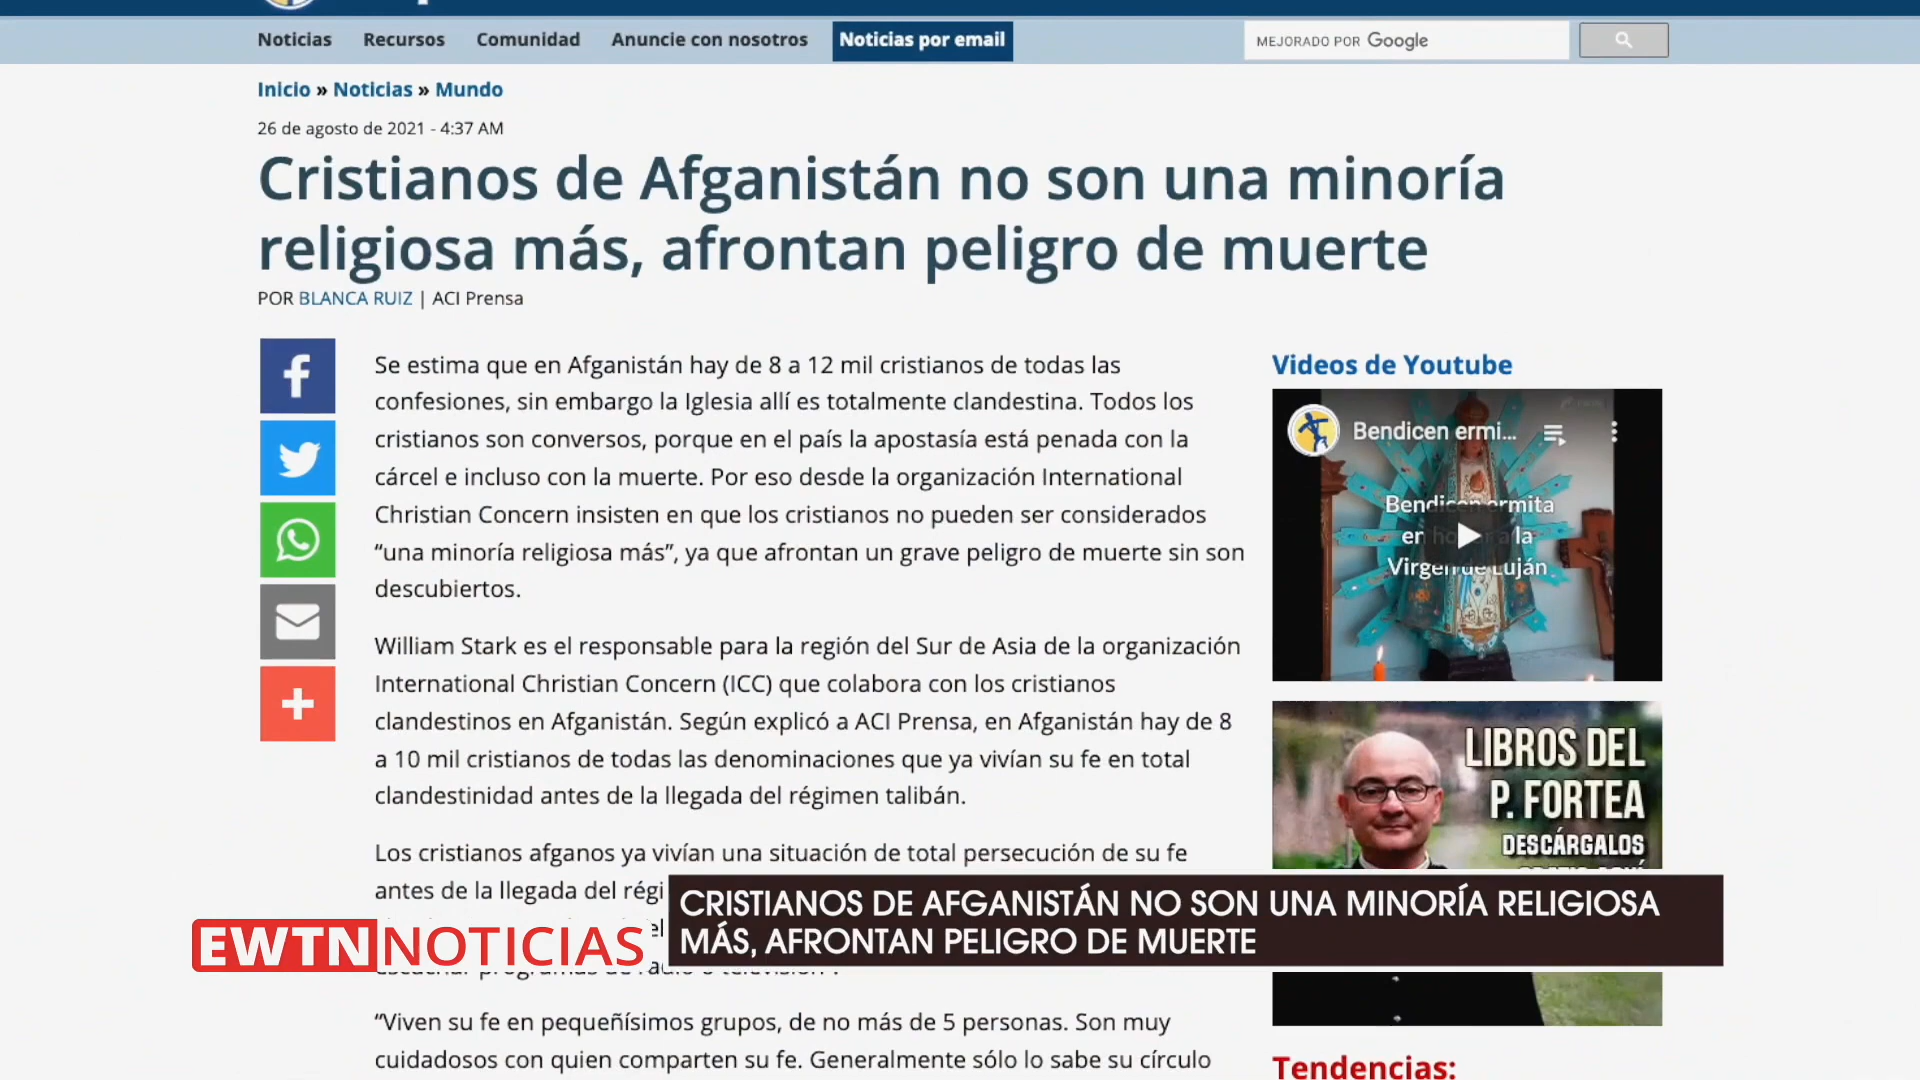 Noticias Recursos Comunidad Anuncie con nosotros Noticias por email
MEJORADO POR Google
Inicio » Noticias » Mundo
26 de agosto de 2021 - 4:37 AM
Cristianos de Afganistán no son una minoría
religiosa más, afrontan peligro de muerte
POR BLANCA RUIZ | ACI Prensa
Se estima que en Afganistán hay de 8 a 12 mil cristianos de todas las
confesiones, sin embargo la Iglesia allí es totalmente clandestina. Todos los
cristianos son conversos, porque en el país la apostasía está penada con la
cárcel e incluso con la muerte. Por eso desde la organización International
Christian Concern insisten en que los cristianos no pueden ser considerados
“una minoría religiosa más”, ya que afrontan un grave peligro de muerte sin son
descubiertos.
William Stark es el responsable para la región del Sur de Asia de la organización
International Christian Concern (ICC) que colabora con los cristianos
clandestinos en Afganistán. Según explicó a ACI Prensa, en Afganistán hay de 8
a 10 mil cristianos de todas las denominaciones que ya vivían su fe en total
clandestinidad antes de la llegada del régimen talibán.
Los cristianos afganos ya vivían una situación de total persecución de su fe
antes de la llegada del régi
“Viven su fe en pequeñísimos grupos, de no más de 5 personas. Son muy
cuidadosos con quien comparten su fe. Generalmente sólo lo sabe su círculo
Videos de Youtube
Bendicen ermi...
Bendicen ermita
en honor a la
Virgen de Luján
LIBROS DEL
P. FORTEA
DESCÁRGALOS
Tendencias:
EWTN NOTICIAS
CRISTIANOS DE AFGANISTÁN NO SON UNA MINORÍA RELIGIOSA
MÁS, AFRONTAN PELIGRO DE MUERTE